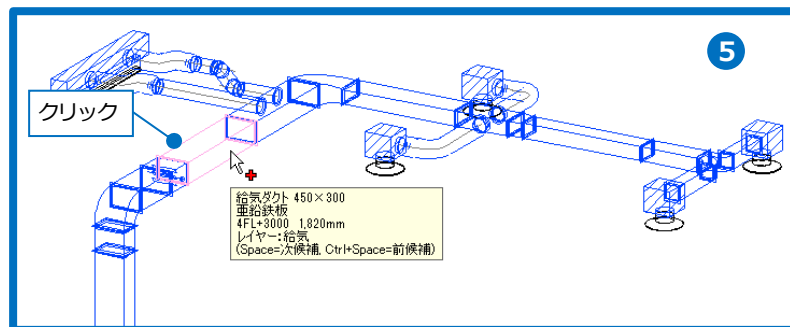 5
クリック
給気ダクト 450×300
亜鉛鉄板
4FL+3000 1,820mm
レイヤー:給気
(Space=次候補, Ctrl+Space=前候補)